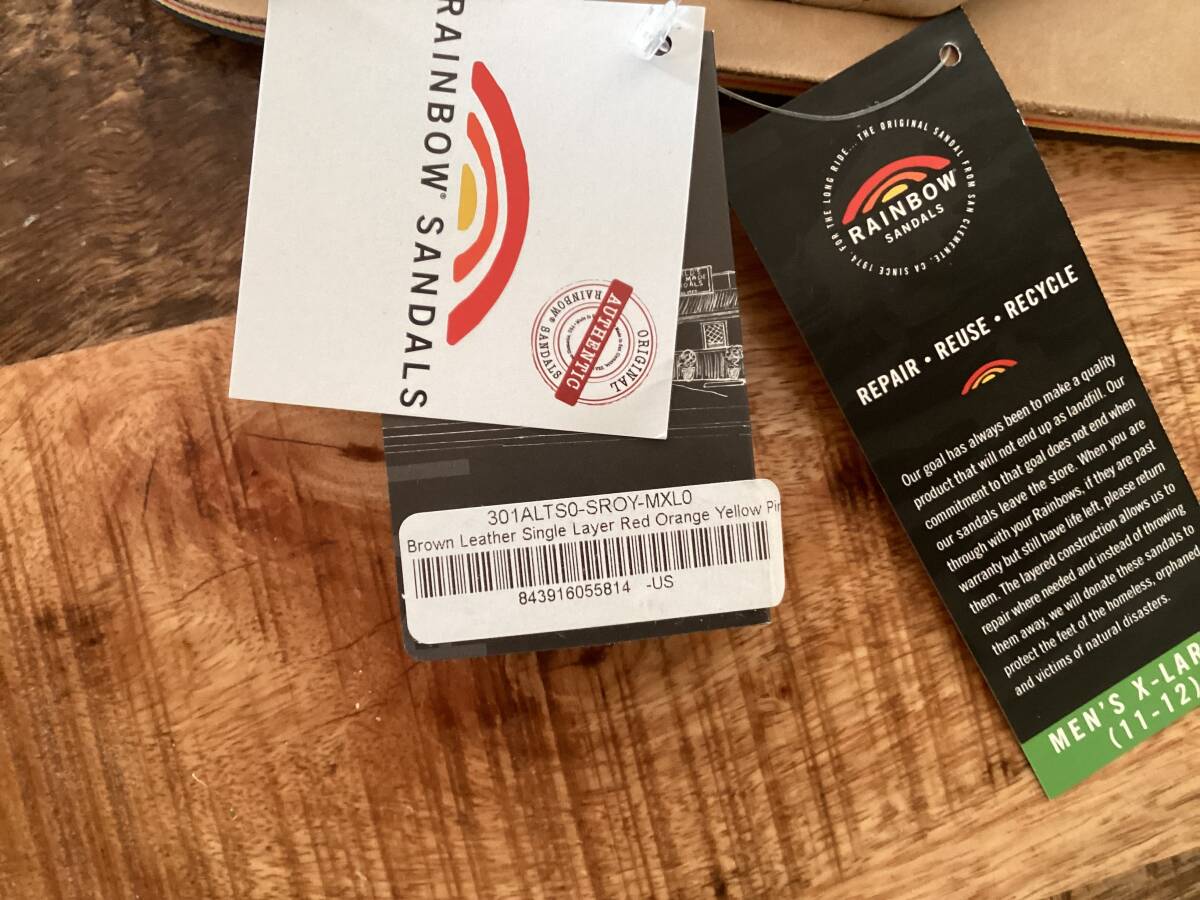 RAINBOW® SANDALS
ORIGINAL
RAINBOW® SANDALS
AUTHENTIC
301ALTS0-SROY-MXL0
Brown Leather Single Layer Red Orange Yellow Pin
843916055814 -US
FOR THE LONG RIDE... THE ORIGINAL SANDAL FROM SAN CLEMENTE, CA SINCE 1974.
RAINBOW
SANDALS
REPAIR • REUSE • RECYCLE
Our goal has always been to make a quality
product that will not end up as landfill. Our
commitment to that goal does not end when
our sandals leave the store. When you are
through with your Rainbows, if they are past
warranty but still have life left, please return
them. The layered construction allows us to
repair where needed and instead of throwing
them away, we will donate these sandals to
protect the feet of the homeless, orphaned
and victims of natural disasters.
MEN'S X-LAR
(11-12)